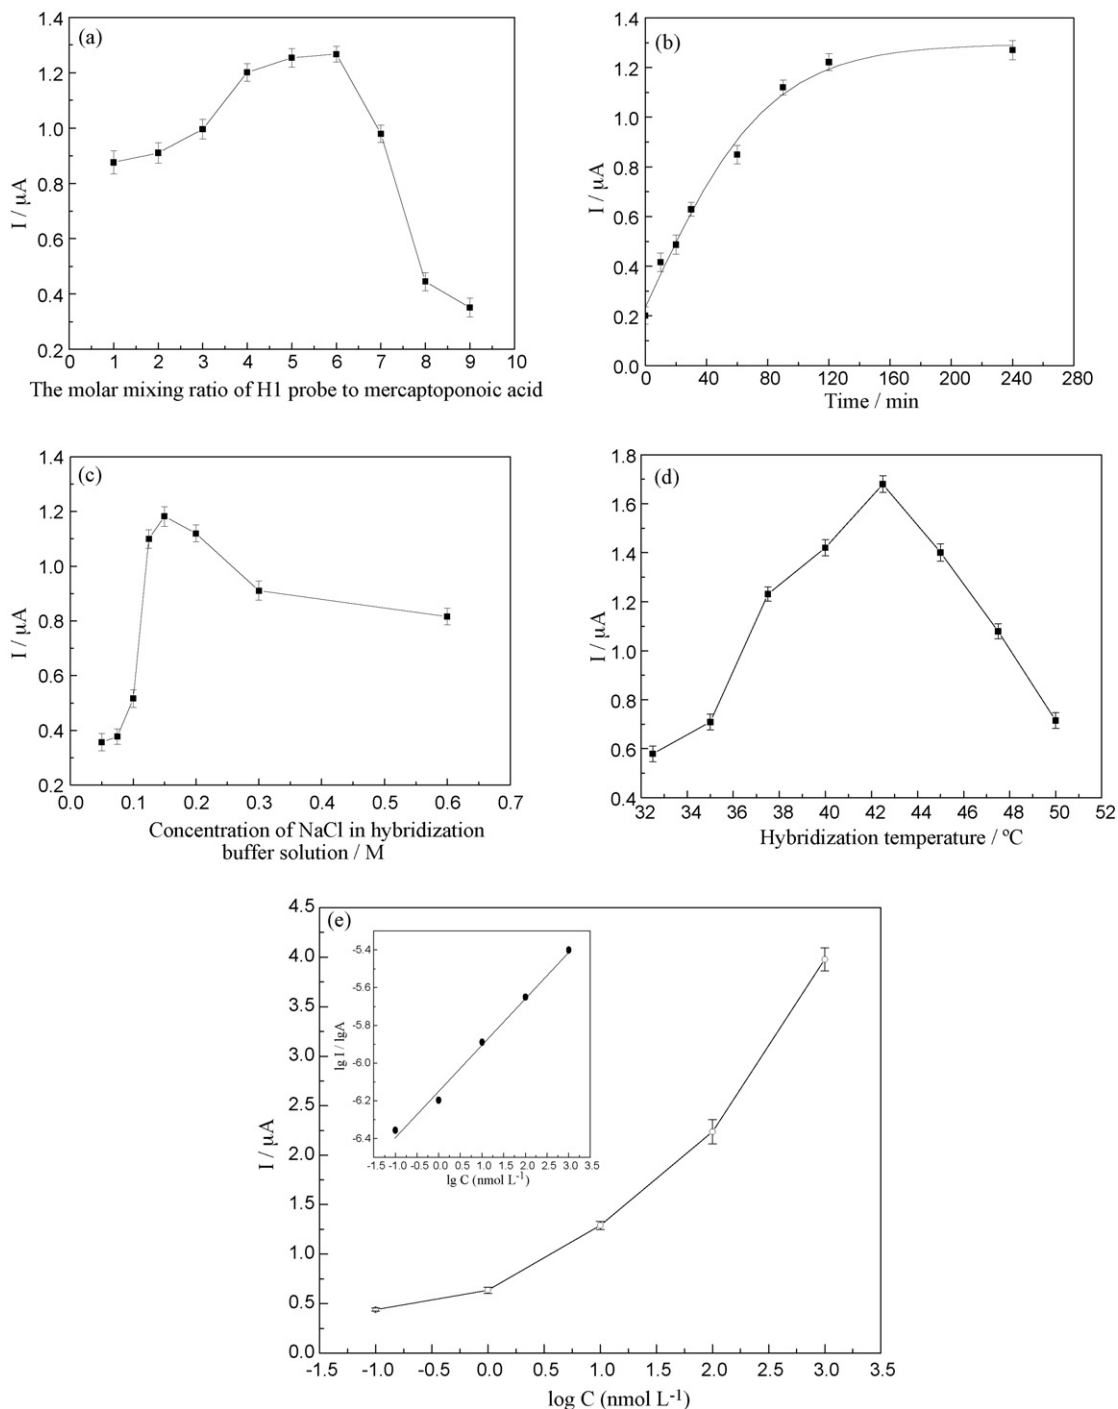 (a)
1.4
1.2
1.0
0.8
0.6
0.4
0.2
I / μA
0 1 2 3 4 5 6 7 8 9 10
The molar mixing ratio of H1 probe to mercaptoponoic acid
(b)
1.4
1.2
1.0
0.8
0.6
0.4
0.2
0.0
I / μA
0 40 80 120 160 200 240 280
Time / min
(c)
1.4
1.2
1.0
0.8
0.6
0.4
0.2
I / μA
0.0 0.1 0.2 0.3 0.4 0.5 0.6 0.7
Concentration of NaCl in hybridization
buffer solution / M
(d)
1.8
1.6
1.4
1.2
1.0
0.8
0.6
0.4
I / μA
32 34 36 38 40 42 44 46 48 50 52
Hybridization temperature / ºC
(e)
4.5
4.0
3.5
3.0
2.5
2.0
1.5
1.0
0.5
0.0
I / μA
-1.5 -1.0 -0.5 0.0 0.5 1.0 1.5 2.0 2.5 3.0 3.5
log C (nmol L⁻¹)
-5.4
-5.6
-5.8
-6.0
-6.2
-6.4
lg I / lgA
-1.5 -1.0 -0.5 0.0 0.5 1.0 1.5 2.0 2.5 3.0 3.5
lg C (nmol L⁻¹)